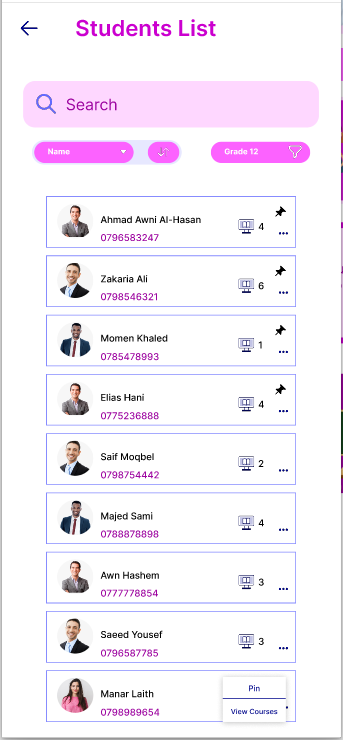 Students List
Search
Name
Grade 12
Ahmad Awni Al-Hasan
0796583247
4
Zakaria Ali
0798546321
6
Momen Khaled
0785478993
1
Elias Hani
0775236888
4
Saif Moqbel
0798754442
2
Majed Sami
0788878898
4
Awn Hashem
0777778854
3
Saeed Yousef
0796587785
3
Manar Laith
0798989654
Pin
View Courses